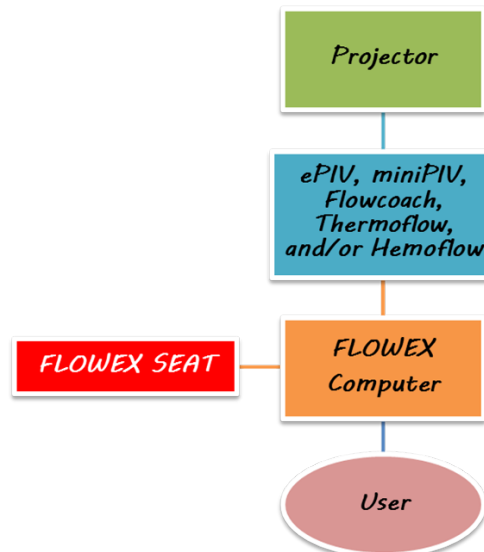 Projector
ePIV, miniPIV,
Flowcoach,
Thermoflow,
and/or Hemoflow
FLOWEX SEAT
FLOWEX
Computer
User